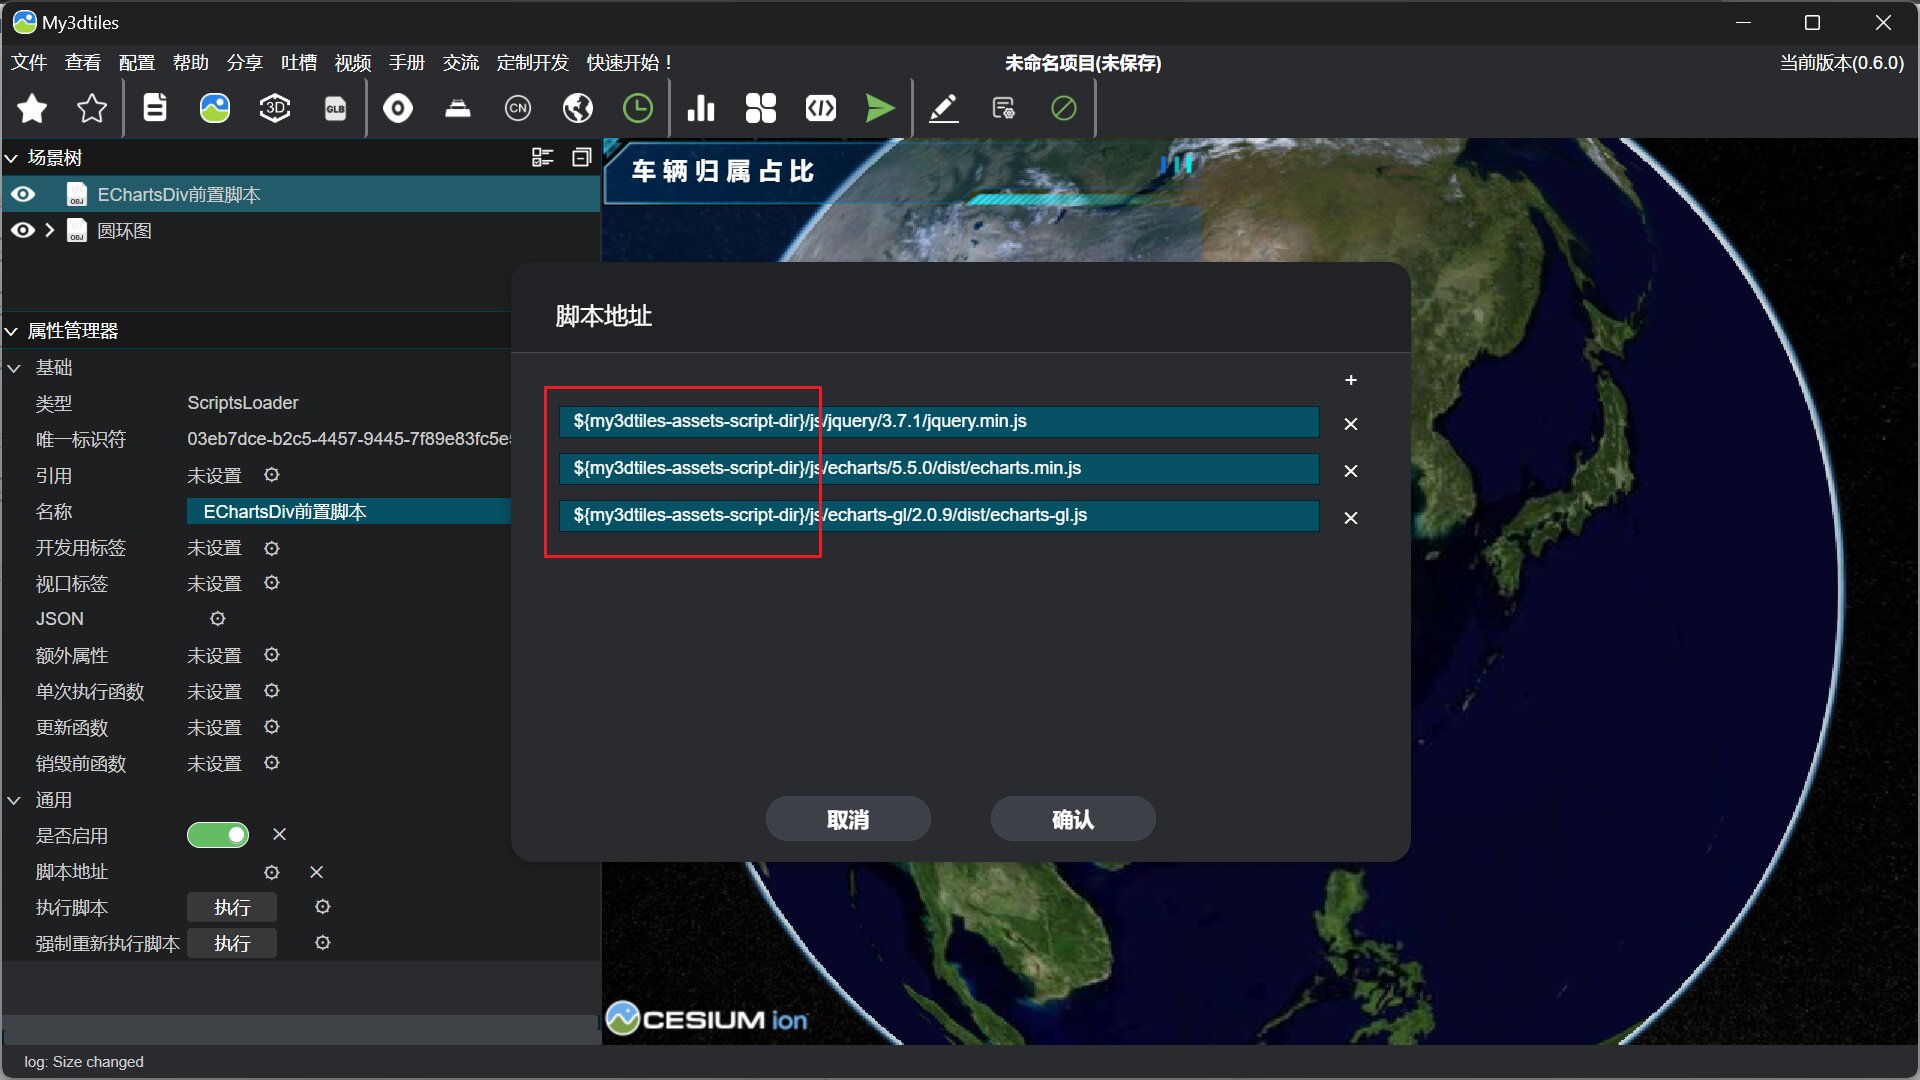 My3dtiles
文件 查看 配置 帮助 分享 吐槽 视频 手册 交流 定制开发 快速开始！ 未命名项目(未保存) 当前版本(0.6.0)
3D GLB CN
场景树
OBJ EChartsDiv前置脚本
OBJ 圆环图
车辆归属占比
脚本地址
${my3dtiles-assets-script-dir}/js/jquery/3.7.1/jquery.min.js
${my3dtiles-assets-script-dir}/js/echarts/5.5.0/dist/echarts.min.js
${my3dtiles-assets-script-dir}/js/echarts-gl/2.0.9/dist/echarts-gl.js
取消 确认
属性管理器
基础
类型 ScriptsLoader
唯一标识符 03eb7dce-b2c5-4457-9445-7f89e83fc5e
引用 未设置
名称 EChartsDiv前置脚本
开发用标签 未设置
视口标签 未设置
JSON
额外属性 未设置
单次执行函数 未设置
更新函数 未设置
销毁前函数 未设置
通用
是否启用
脚本地址
执行脚本 执行
强制重新执行脚本 执行
CESIUM ion
log: Size changed